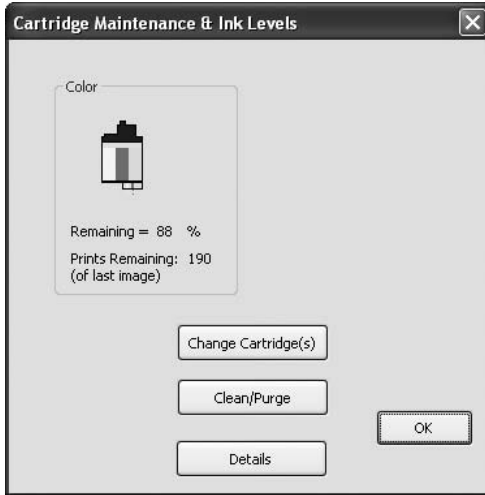 Cartridge Maintenance & Ink Levels
Color
Remaining = 88 %
Prints Remaining: 190
(of last image)
Change Cartridge(s)
Clean/Purge
OK
Details